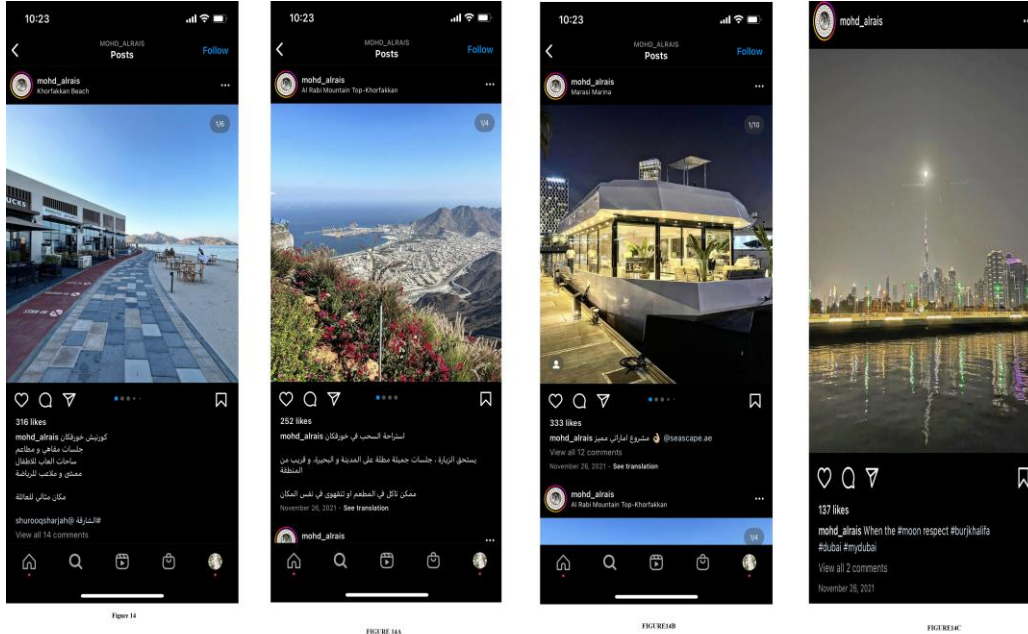 10:23
MOHD_ALRAIS
Posts
Follow
mohd_alrais
Khorfakkan Beach
1/6
UCKS
316 likes
mohd_alrais كورنيش خورفكان
جلسات مقاهي و مطاعم
ساحات العاب للاطفال
ممشى و ملاعب للرياضة
مكان مثالي للعائلة
#الشارقة @shurooqsharjah
View all 14 comments
Figure 14
10:23
MOHD_ALRAIS
Posts
Follow
mohd_alrais
Al Rabi Mountain Top-Khorfakkan
1/4
252 likes
mohd_alrais استراحة السحب في خورفكان
يستحق الزيارة ، جلسات جميلة مطلة على المدينة و البحيرة، و قريب من
المنطقة
ممكن تاكل في المطعم او تتقهوى في نفس المكان
November 26, 2021 · See translation
mohd_alrais
FIGURE 14A
10:23
MOHD_ALRAIS
Posts
Follow
mohd_alrais
Marasi Marina
1/10
333 likes
mohd_alrais مشروع اماراتي مميز 👌 @seascape.ae
View all 12 comments
November 26, 2021 · See translation
mohd_alrais
Al Rabi Mountain Top-Khorfakkan
1/4
FIGURE14B
mohd_alrais
137 likes
mohd_alrais When the #moon respect #burjkhalifa
#dubai #mydubai
View all 2 comments
November 26, 2021
FIGURE14C